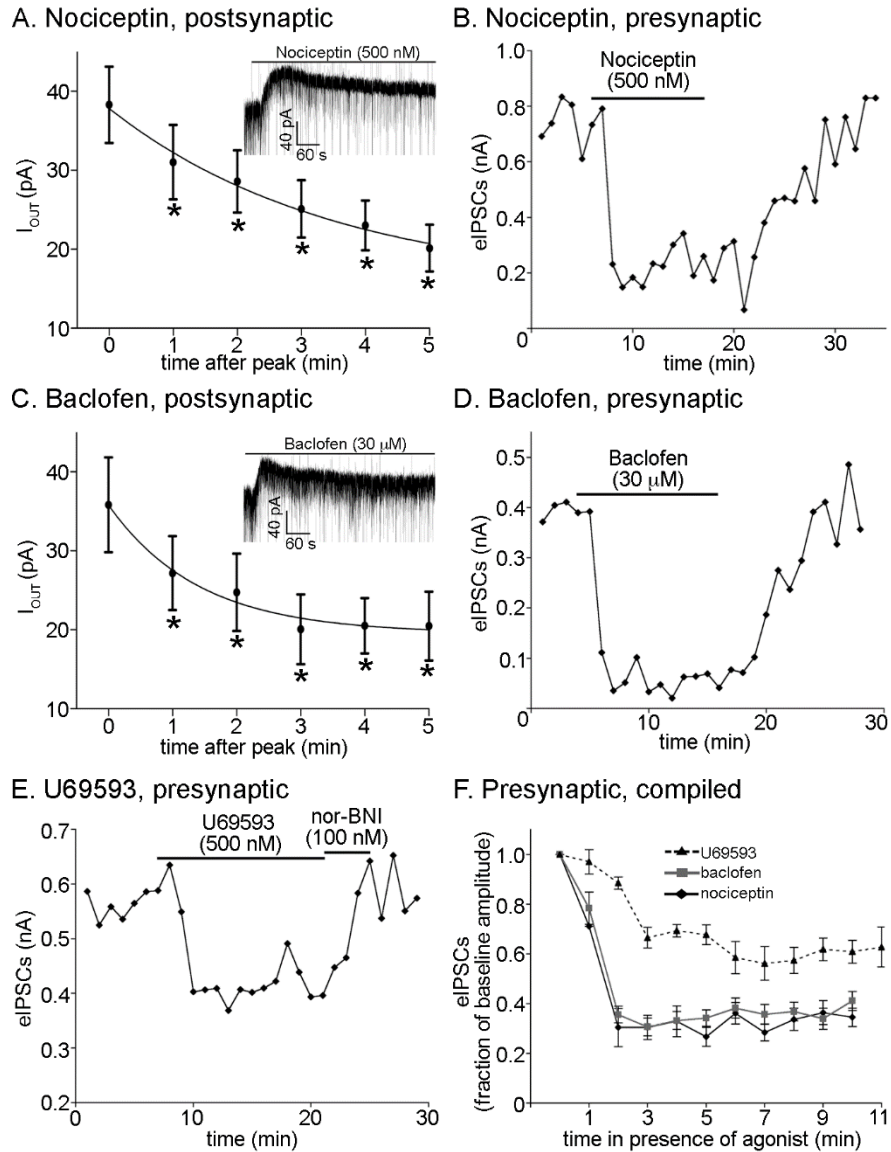 A. Nociceptin, postsynaptic
Nociceptin (500 nM)
40 pA
60 s
I_OUT (pA)
40
30
20
10
0 1 2 3 4 5
* * * * *
time after peak (min)
B. Nociceptin, presynaptic
Nociceptin
(500 nM)
eIPSCs (nA)
1.0
0.8
0.6
0.4
0.2
0
10 20 30
time (min)
C. Baclofen, postsynaptic
Baclofen (30 μM)
40 pA
60 s
I_OUT (pA)
40
30
20
10
0 1 2 3 4 5
* * * * *
time after peak (min)
D. Baclofen, presynaptic
Baclofen
(30 μM)
eIPSCs (nA)
0.5
0.4
0.3
0.2
0.1
0
10 20 30
time (min)
E. U69593, presynaptic
U69593
(500 nM)
nor-BNI
(100 nM)
eIPSCs (nA)
0.7
0.6
0.5
0.4
0.2
0 10 20 30
time (min)
F. Presynaptic, compiled
U69593
baclofen
nociceptin
eIPSCs
(fraction of baseline amplitude)
1.0
0.8
0.6
0.4
0.2
0
1 3 5 7 9 11
time in presence of agonist (min)